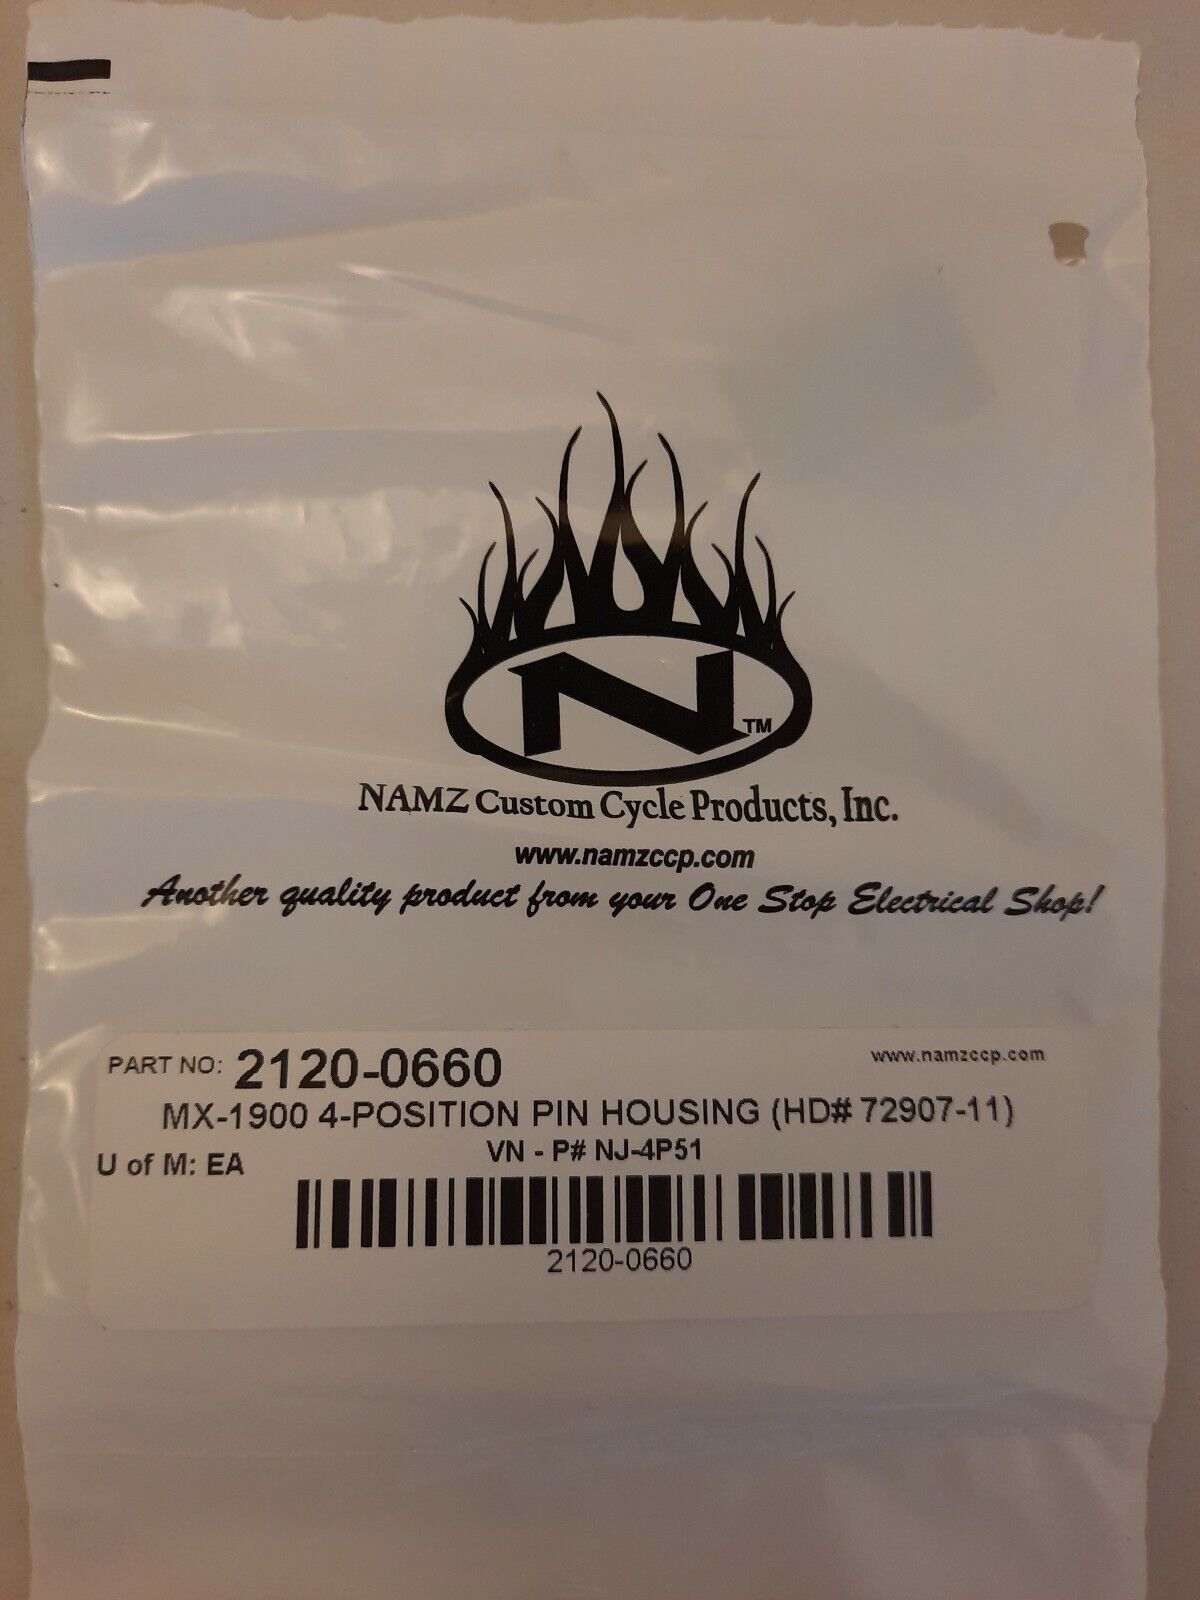 N TM
NAMZ Custom Cycle Products, Inc.
www.namzccp.com
Another quality product from your One Stop Electrical Shop!
PART NO: 2120-0660
www.namzccp.com
MX-1900 4-POSITION PIN HOUSING (HD# 72907-11)
VN - P# NJ-4P51
U of M: EA
2120-0660